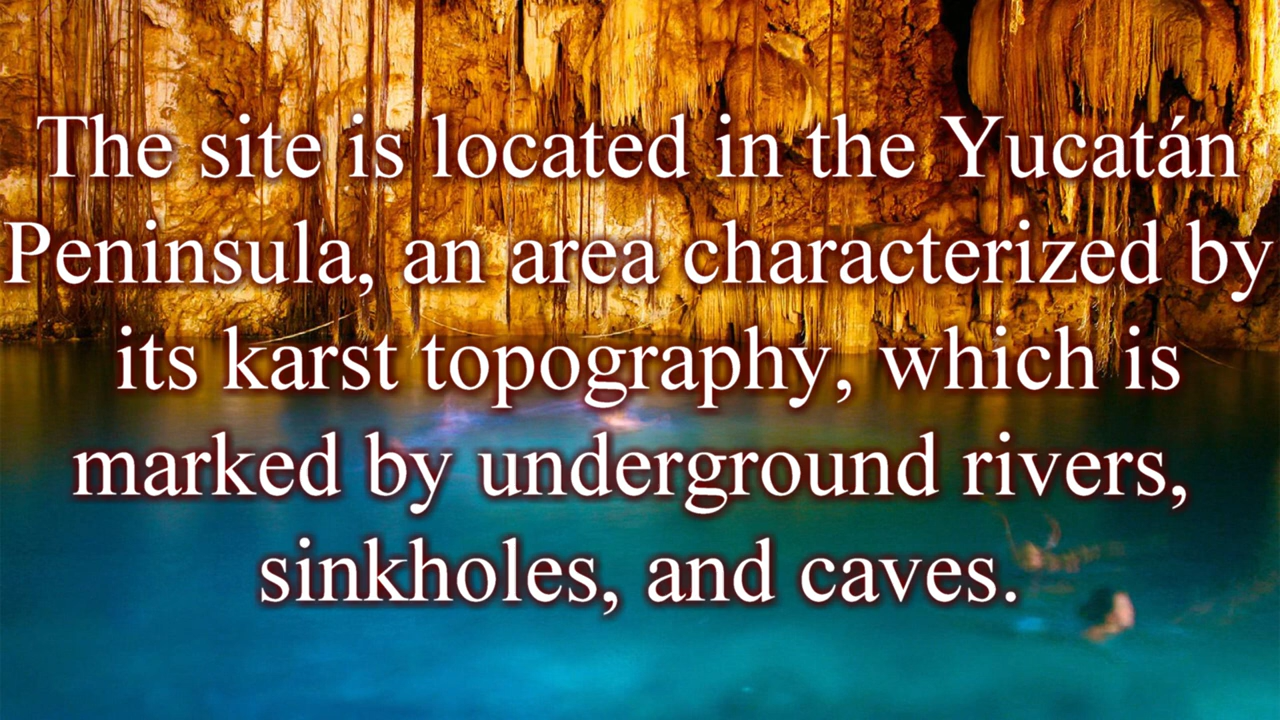 The site is located in the Yucatán
Peninsula, an area characterized by
its karst topography, which is
marked by underground rivers,
sinkholes, and caves.